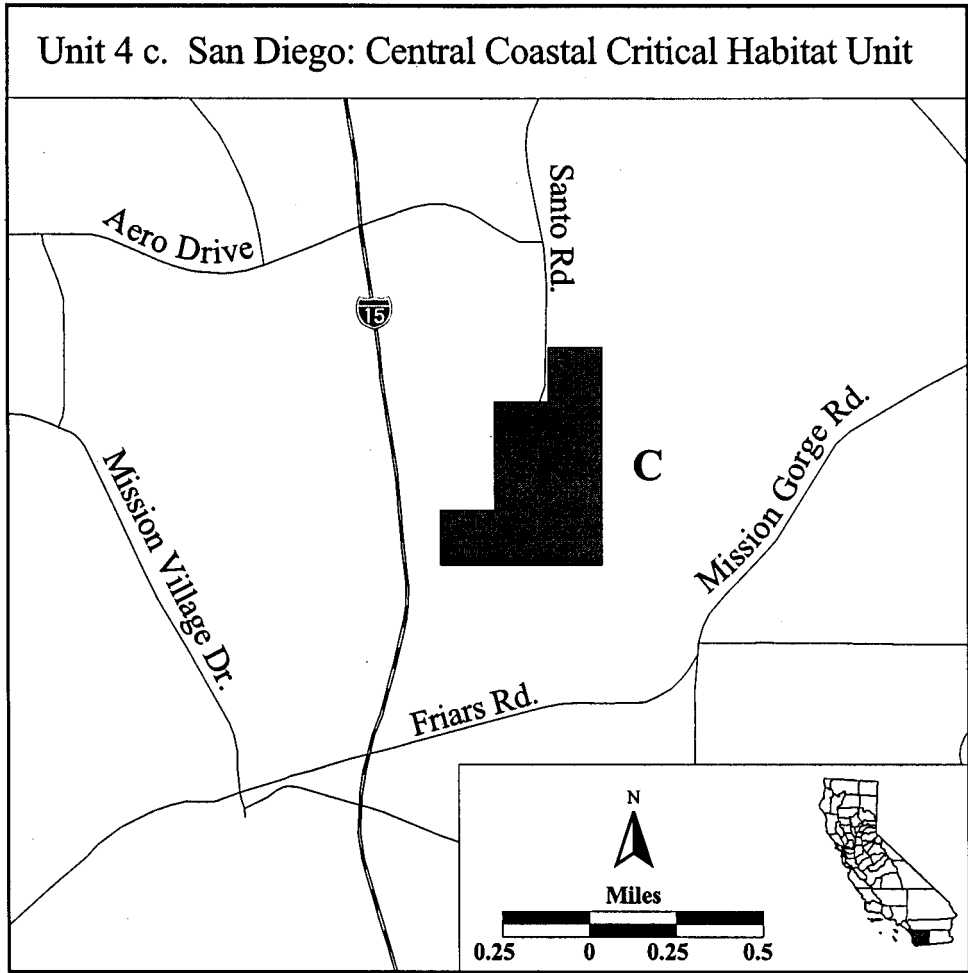 Unit 4 c. San Diego: Central Coastal Critical Habitat Unit
Santo Rd.
Aero Drive
15
C
Mission Gorge Rd.
Mission Village Dr.
Friars Rd.
N
Miles
0.25 0 0.25 0.5